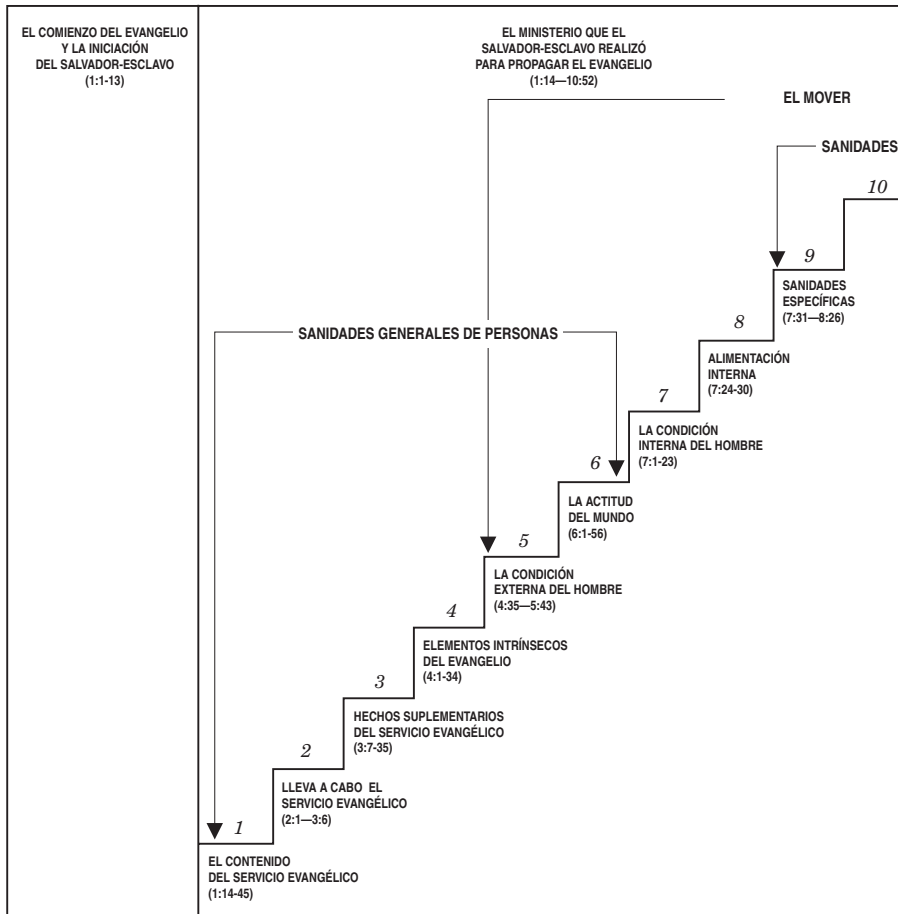 EL COMIENZO DEL EVANGELIO
Y LA INICIACIÓN
DEL SALVADOR-ESCLAVO
(1:1-13)
EL MINISTERIO QUE EL
SALVADOR-ESCLAVO REALIZÓ
PARA PROPAGAR EL EVANGELIO
(1:14—10:52)
EL MOVER
SANIDADES
10
9
SANIDADES
ESPECÍFICAS
(7:31—8:26)
8
SANIDADES GENERALES DE PERSONAS
ALIMENTACIÓN
INTERNA
(7:24-30)
7
LA CONDICIÓN
INTERNA DEL HOMBRE
(7:1-23)
6
LA ACTITUD
DEL MUNDO
(6:1-56)
5
LA CONDICIÓN
EXTERNA DEL HOMBRE
(4:35—5:43)
4
ELEMENTOS INTRÍNSECOS
DEL EVANGELIO
(4:1-34)
3
HECHOS SUPLEMENTARIOS
DEL SERVICIO EVANGÉLICO
(3:7-35)
2
LLEVA A CABO EL
SERVICIO EVANGÉLICO
(2:1—3:6)
1
EL CONTENIDO
DEL SERVICIO EVANGÉLICO
(1:14-45)